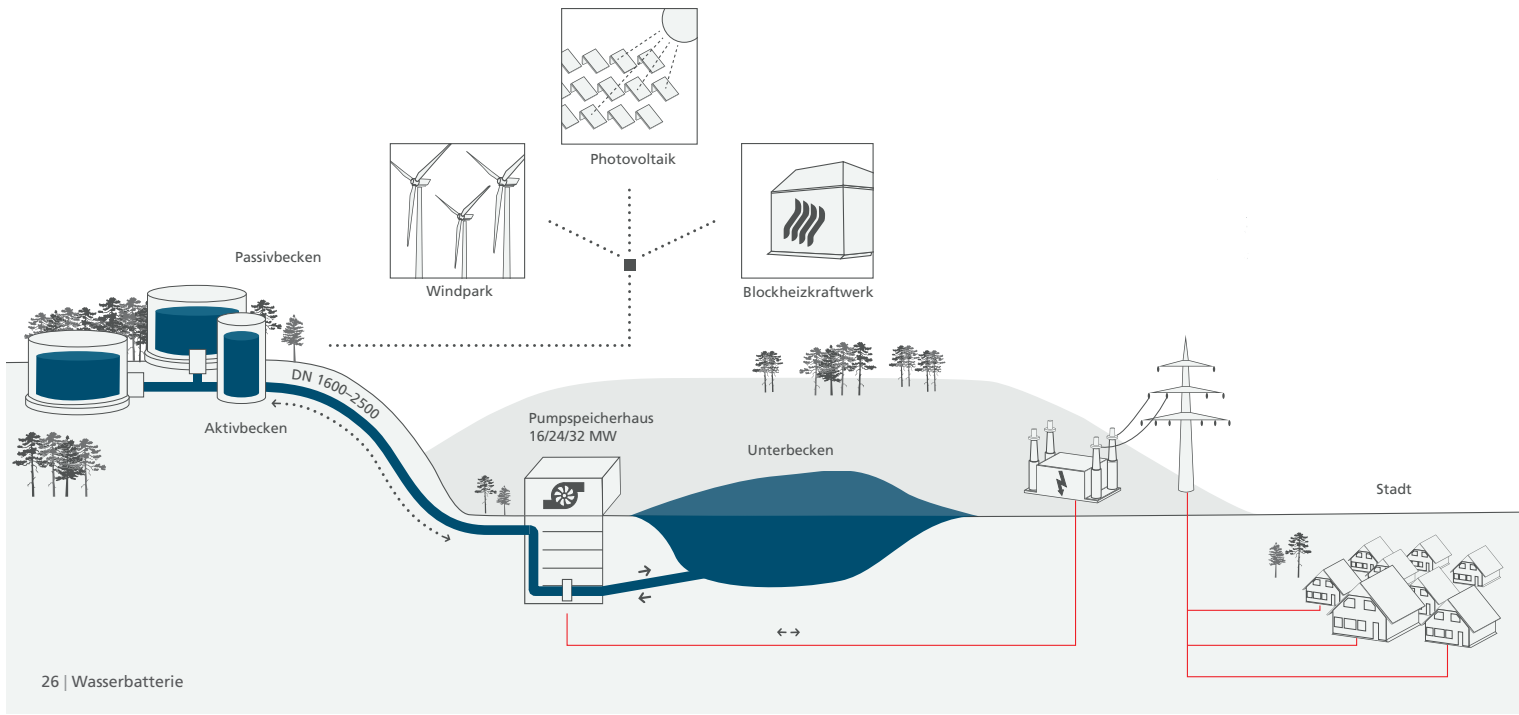 Photovoltaik
Windpark
Blockheizkraftwerk
Passivbecken
DN 1600–2500
Aktivbecken
Pumpspeicherhaus
16/24/32 MW
Unterbecken
Stadt
26 | Wasserbatterie